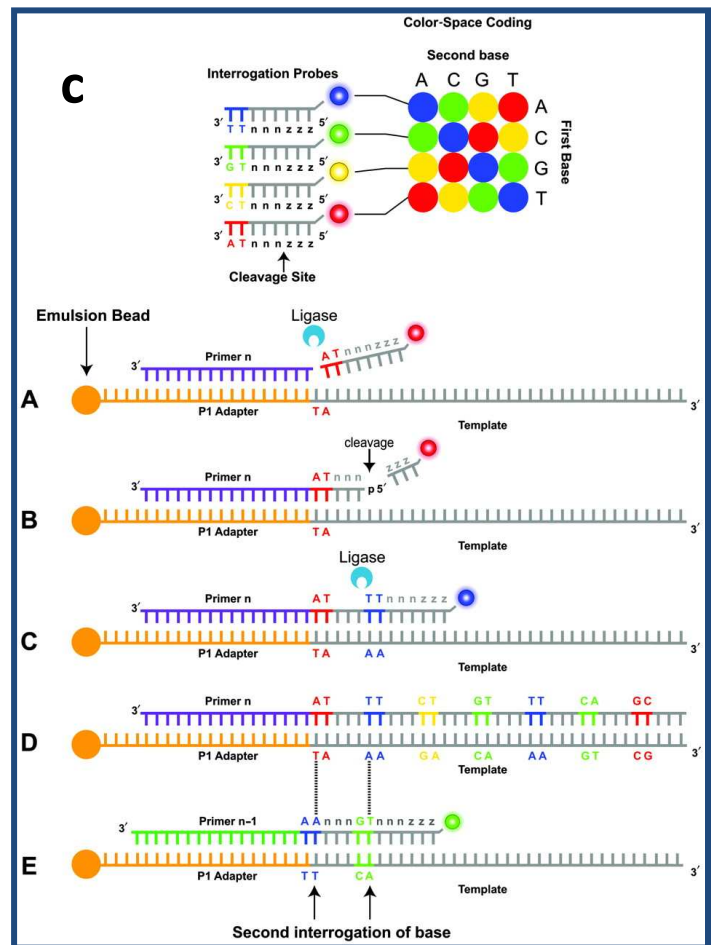 Color-Space Coding
C
Second base
Interrogation Probes
A C G T
3′ T T n n n z z z 5′
3′ G T n n n z z z 5′
3′ C T n n n z z z 5′
3′ A T n n n z z z 5′
A
C
G
T
First Base
Cleavage Site
Emulsion Bead
Ligase
3′ Primer n A T n n n z z z
A
P1 Adapter T A Template 3′
cleavage
3′ Primer n A T n n n p 5′ z z z
B
P1 Adapter T A Template 3′
Ligase
3′ Primer n A T T T n n n z z z
C
P1 Adapter T A A A Template 3′
3′ Primer n A T T T C T G T T T C A G C
D
P1 Adapter T A A A G A C A A A G T C G 3′
Template
3′ Primer n–1 A A n n n G T n n n z z z
E
P1 Adapter T T C A Template 3′
Second interrogation of base